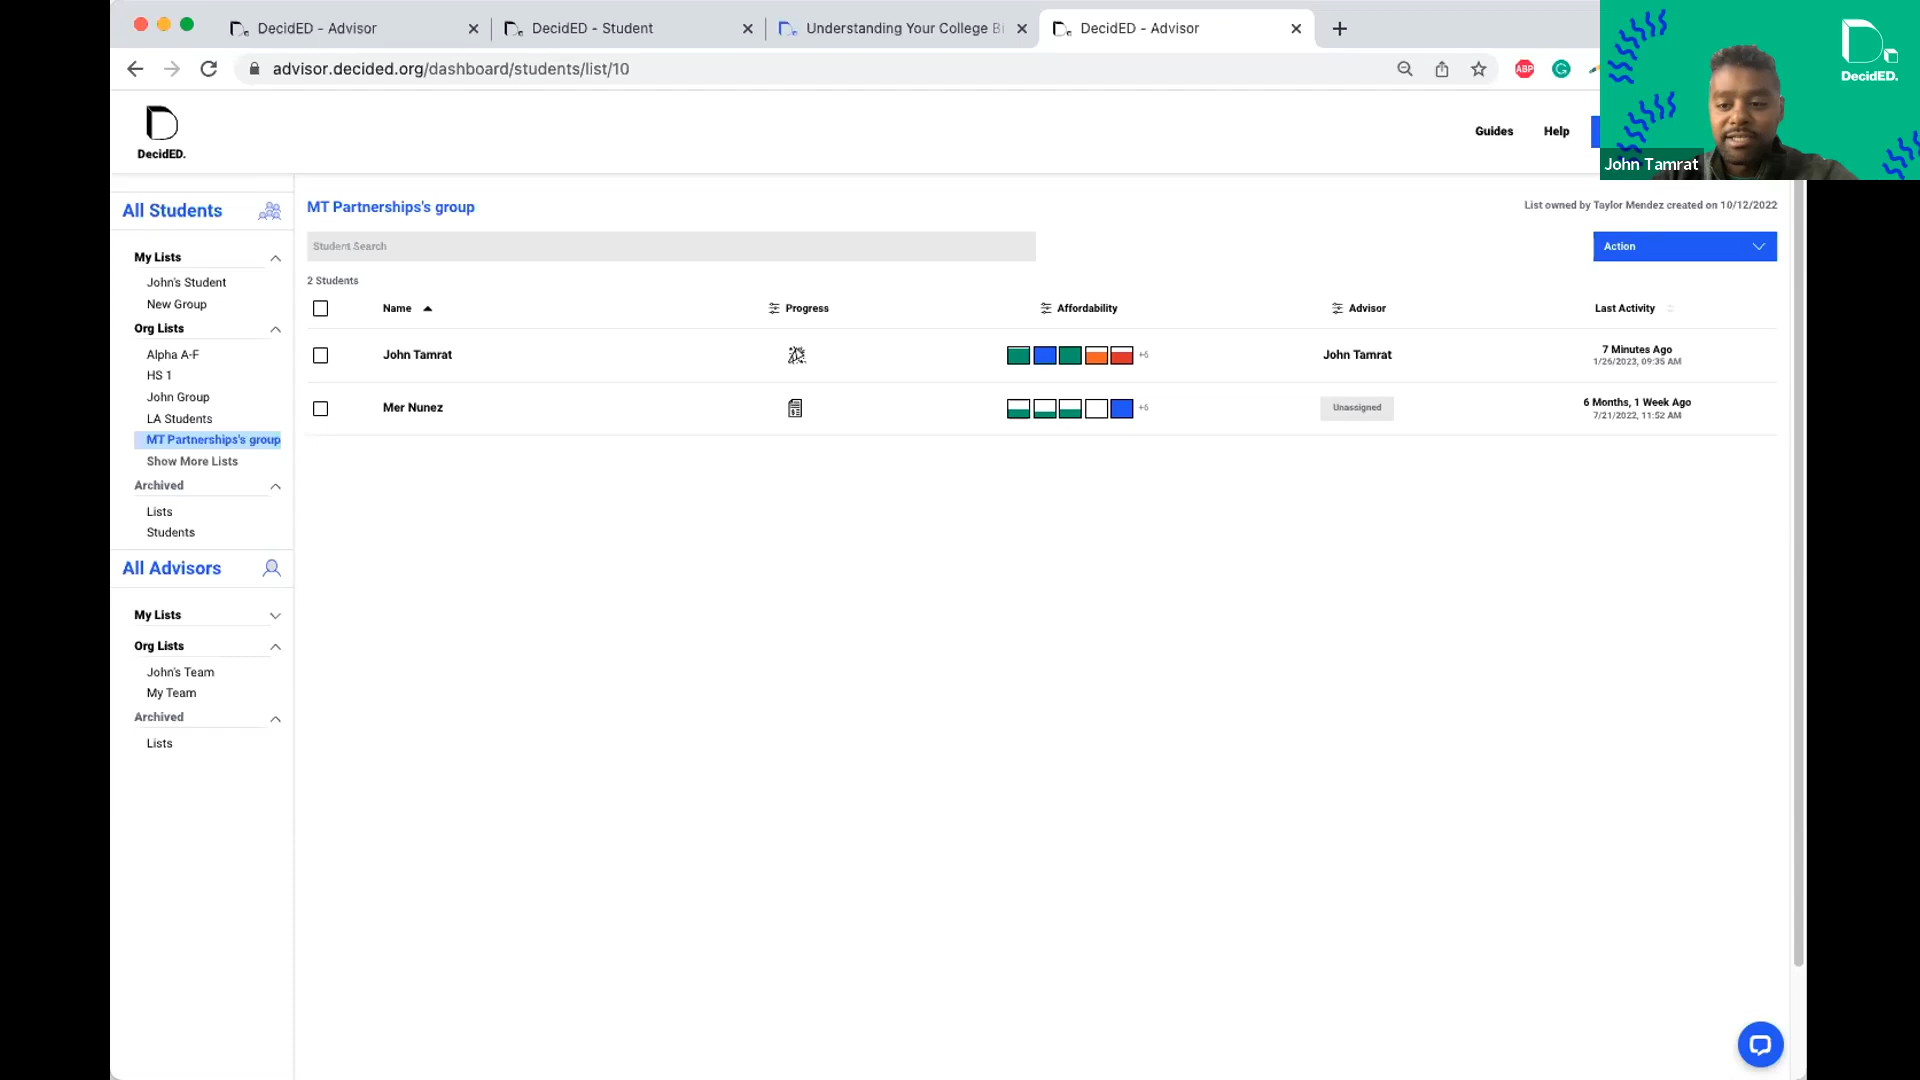 DecidED - Advisor
DecidED - Student
Understanding Your College Bi
DecidED - Advisor
advisor.decided.org/dashboard/students/list/10
ABP
G
DecidED.
John Tamrat
DecidED.
Guides
Help
All Students
My Lists
John's Student
New Group
Org Lists
Alpha A-F
HS 1
John Group
LA Students
MT Partnerships's group
Show More Lists
Archived
Lists
Students
All Advisors
My Lists
Org Lists
John's Team
My Team
Archived
Lists
MT Partnerships's group
List owned by Taylor Mendez created on 10/12/2022
Student Search
Action
2 Students
Name
Progress
Affordability
Advisor
Last Activity
John Tamrat
+6
John Tamrat
7 Minutes Ago
1/26/2023, 09:35 AM
Mer Nunez
+6
Unassigned
6 Months, 1 Week Ago
7/21/2022, 11:52 AM